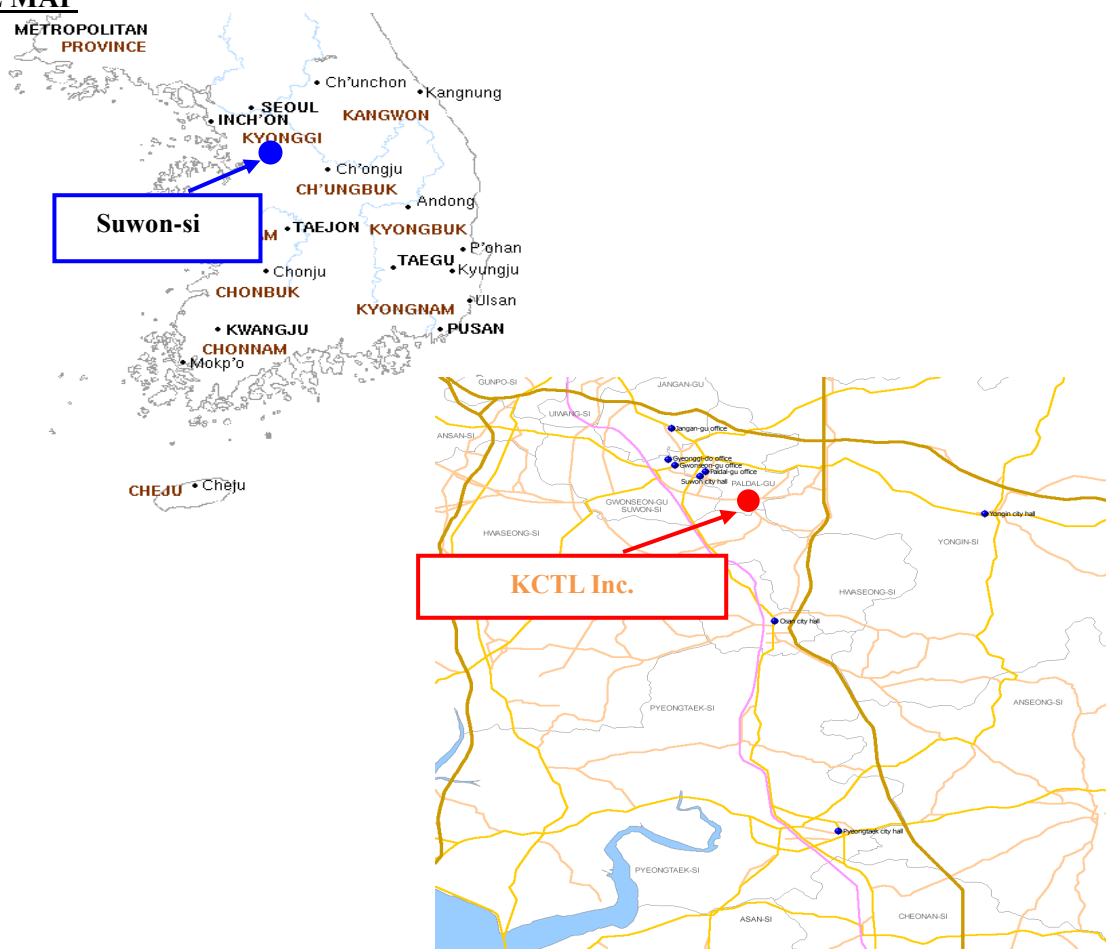 MAP
METROPOLITAN
PROVINCE
Ch'unchon
Kangnung
SEOUL
KANGWON
INCH'ON
KYONGGI
Ch'ongju
CH'UNGBUK
Andong
Suwon-si
TAEJON
KYONGBUK
P'ohan
TAEGU
Kyungju
Chonju
CHONBUK
Ulsan
KYONGNAM
KWANGJU
PUSAN
CHONNAM
Mokp'o
CHEJU
Cheju
GUNPO-SI
JANGAN-GU
UIWANG-SI
Jangan-gu office
ANSAN-SI
Gyeonggi-do office
Gwonseon-gu office
Paldal-gu office
Suwon city hall
PALDAL-GU
GWONSEON-GU
SUWON-SI
Yongin city hall
HWASEONG-SI
YONGIN-SI
KCTL Inc.
HWASEONG-SI
Osan city hall
PYEONGTAEK-SI
ANSEONG-SI
Pyeongtaek city hall
PYEONGTAEK-SI
ASAN-SI
CHEONAN-SI